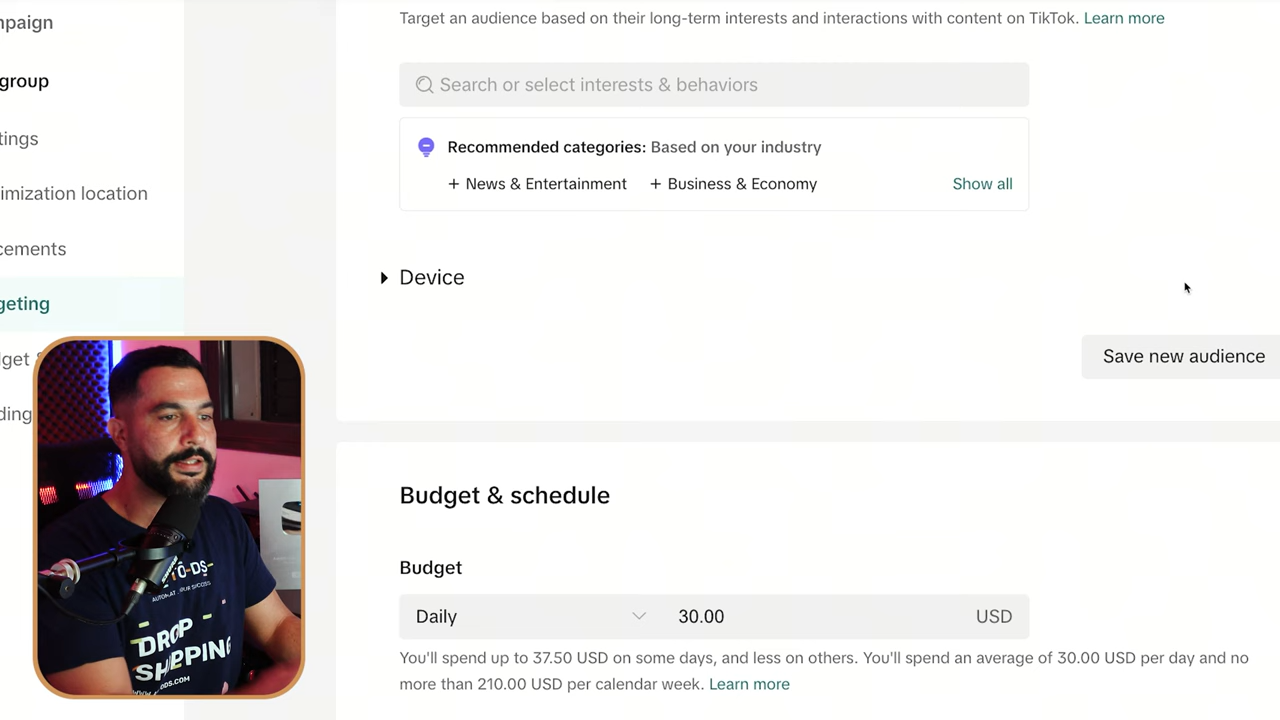 mpaign
Target an audience based on their long-term interests and interactions with content on TikTok. Learn more
group
Search or select interests & behaviors
tings
Recommended categories: Based on your industry
+ News & Entertainment + Business & Economy Show all
imization location
cements
Device
geting
Save new audience
dget &
ding
Budget & schedule
Budget
Daily 30.00 USD
You'll spend up to 37.50 USD on some days, and less on others. You'll spend an average of 30.00 USD per day and no
more than 210.00 USD per calendar week. Learn more
DROP
SHIPPING